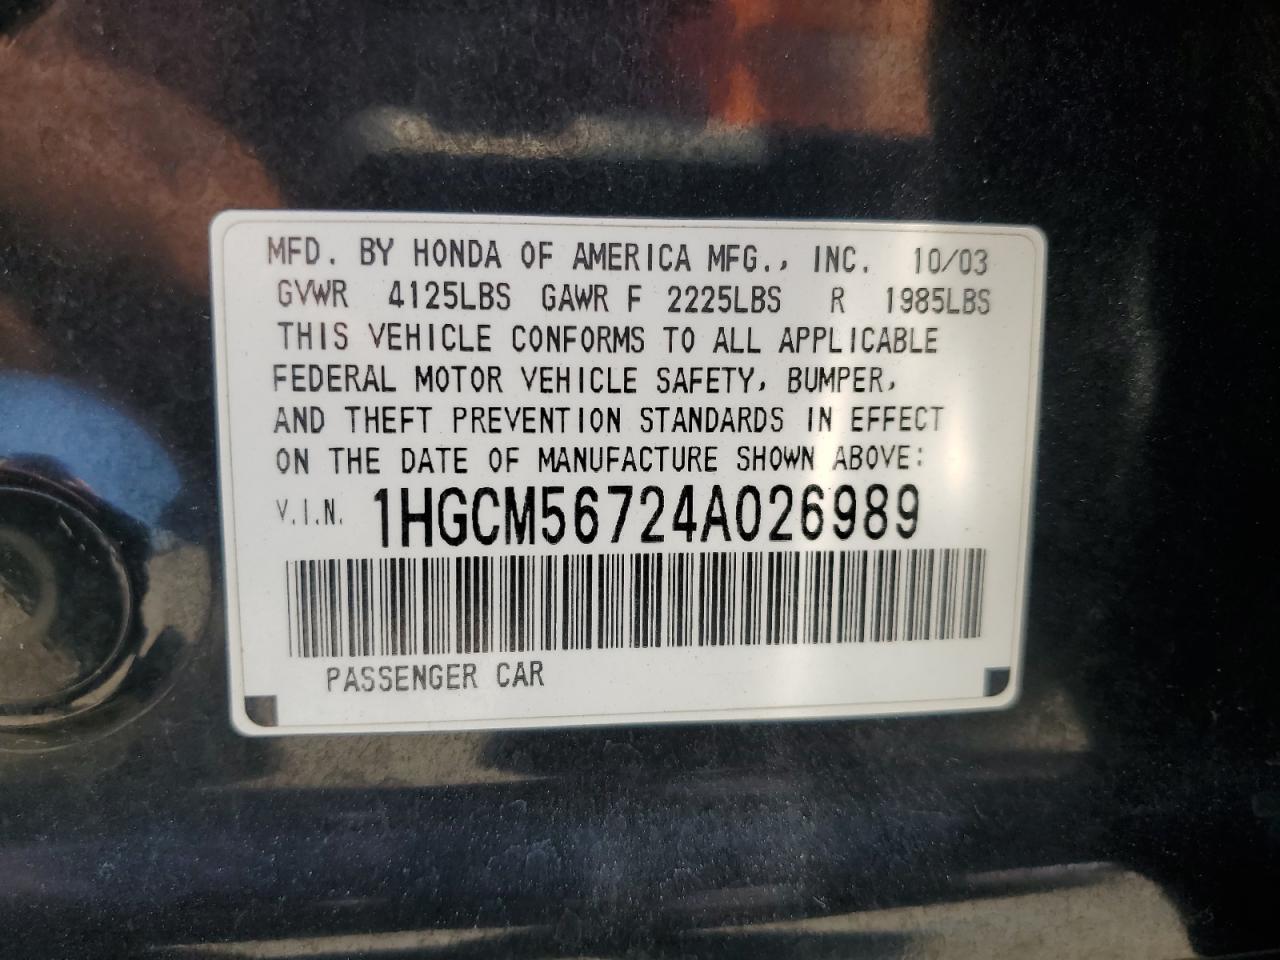 MFD. BY HONDA OF AMERICA MFG., INC. 10/03
GVWR 4125LBS GAWR F 2225LBS R 1985LBS
THIS VEHICLE CONFORMS TO ALL APPLICABLE
FEDERAL MOTOR VEHICLE SAFETY, BUMPER,
AND THEFT PREVENTION STANDARDS IN EFFECT
ON THE DATE OF MANUFACTURE SHOWN ABOVE:
V.I.N. 1HGCM56724A026989
PASSENGER CAR